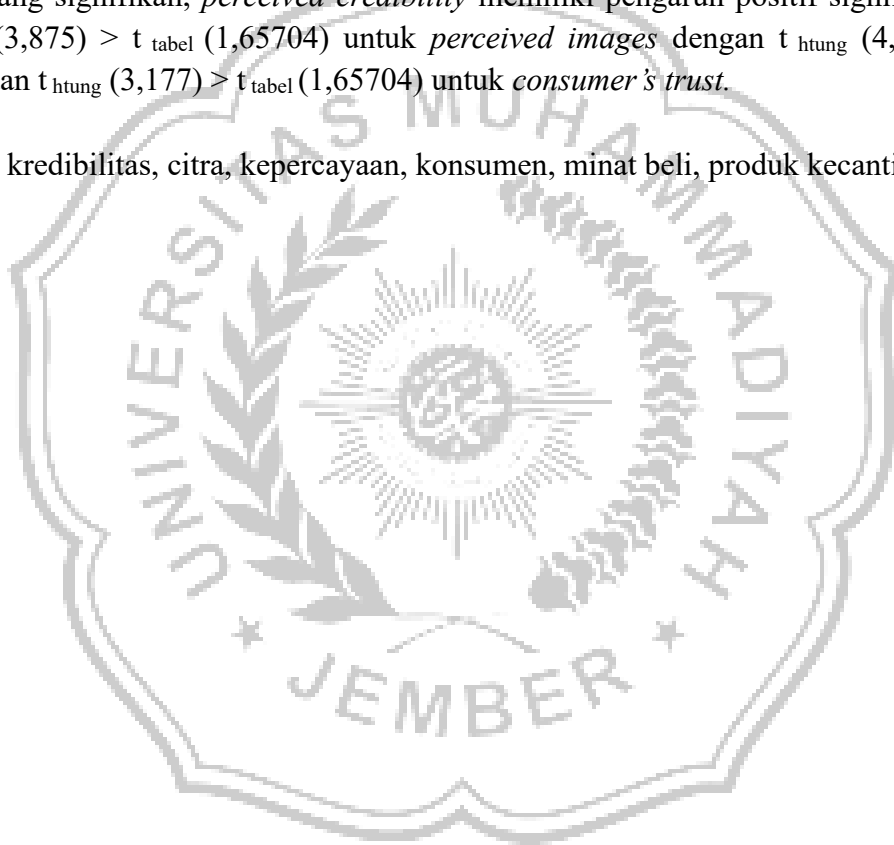 ang signifikan, perceived credibility memiliki pengaruh positif
(3,875) > t tabel (1,65704) untuk perceived images dengan t htung (4,
an t htung (3,177) > t tabel (1,65704) untuk consumer's trust.
kredibilitas, citra, kepercayaan, konsumen, minat beli, produk
UNIVERSITAS MUHAMMADIYAH
JEMBER